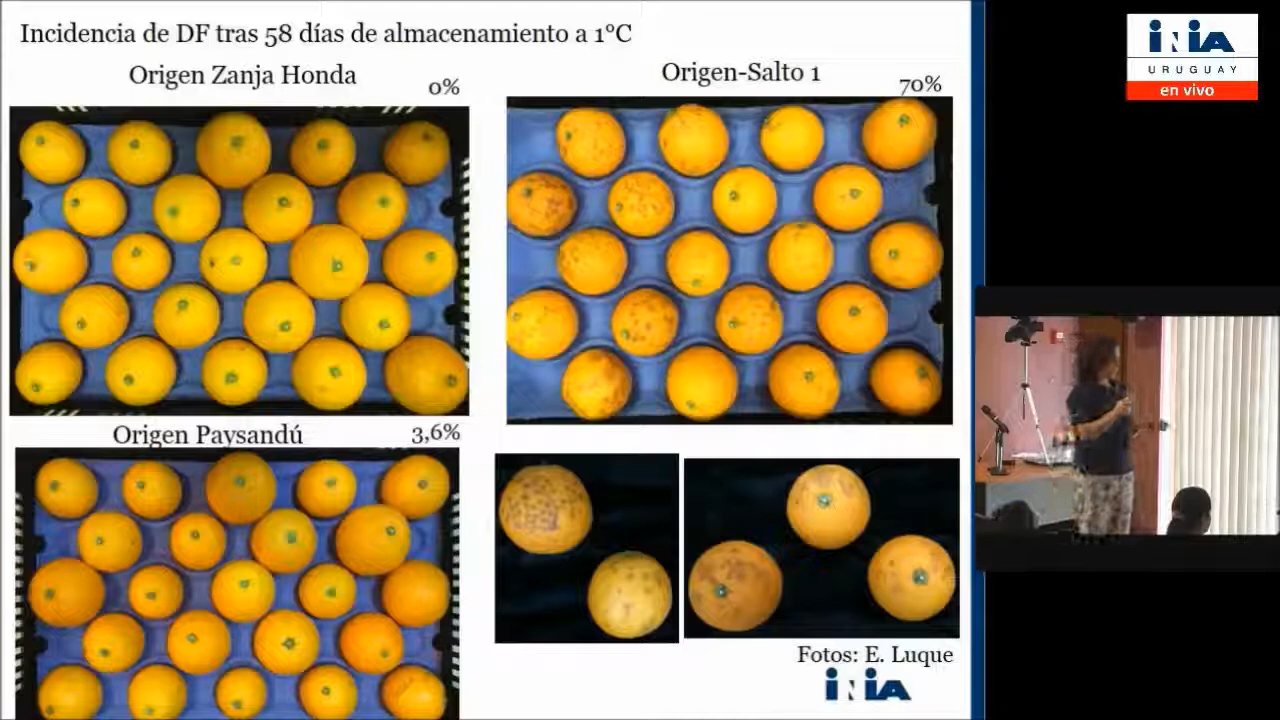 Incidencia de DF tras 58 días de almacenamiento a 1°C
Origen Zanja Honda
0%
Origen-Salto 1
70%
Origen Paysandú
3,6%
Fotos: E. Luque
INIA
INIA
URUGUAY
en vivo